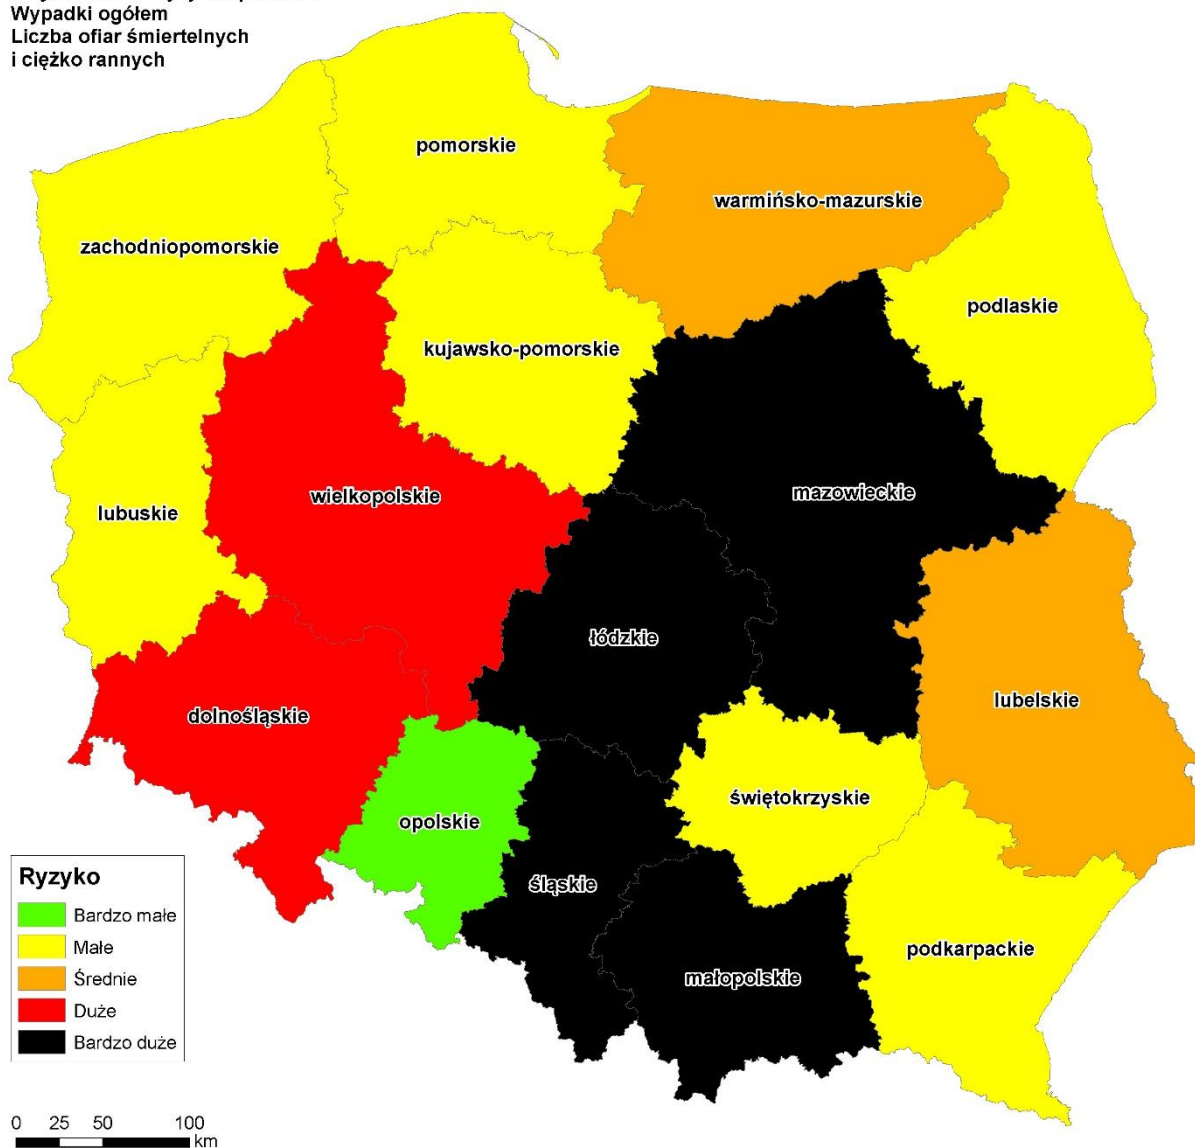 Wypadki ogółem
Liczba ofiar śmiertelnych
i ciężko rannych
pomorskie
warmińsko-mazurskie
zachodniopomorskie
podlaskie
kujawsko-pomorskie
wielkopolskie
mazowieckie
lubuskie
łódzkie
lubelskie
dolnośląskie
świętokrzyskie
opolskie
śląskie
podkarpackie
małopolskie
Ryzyko
Bardzo małe
Małe
Średnie
Duże
Bardzo duże
0 25 50 100
km